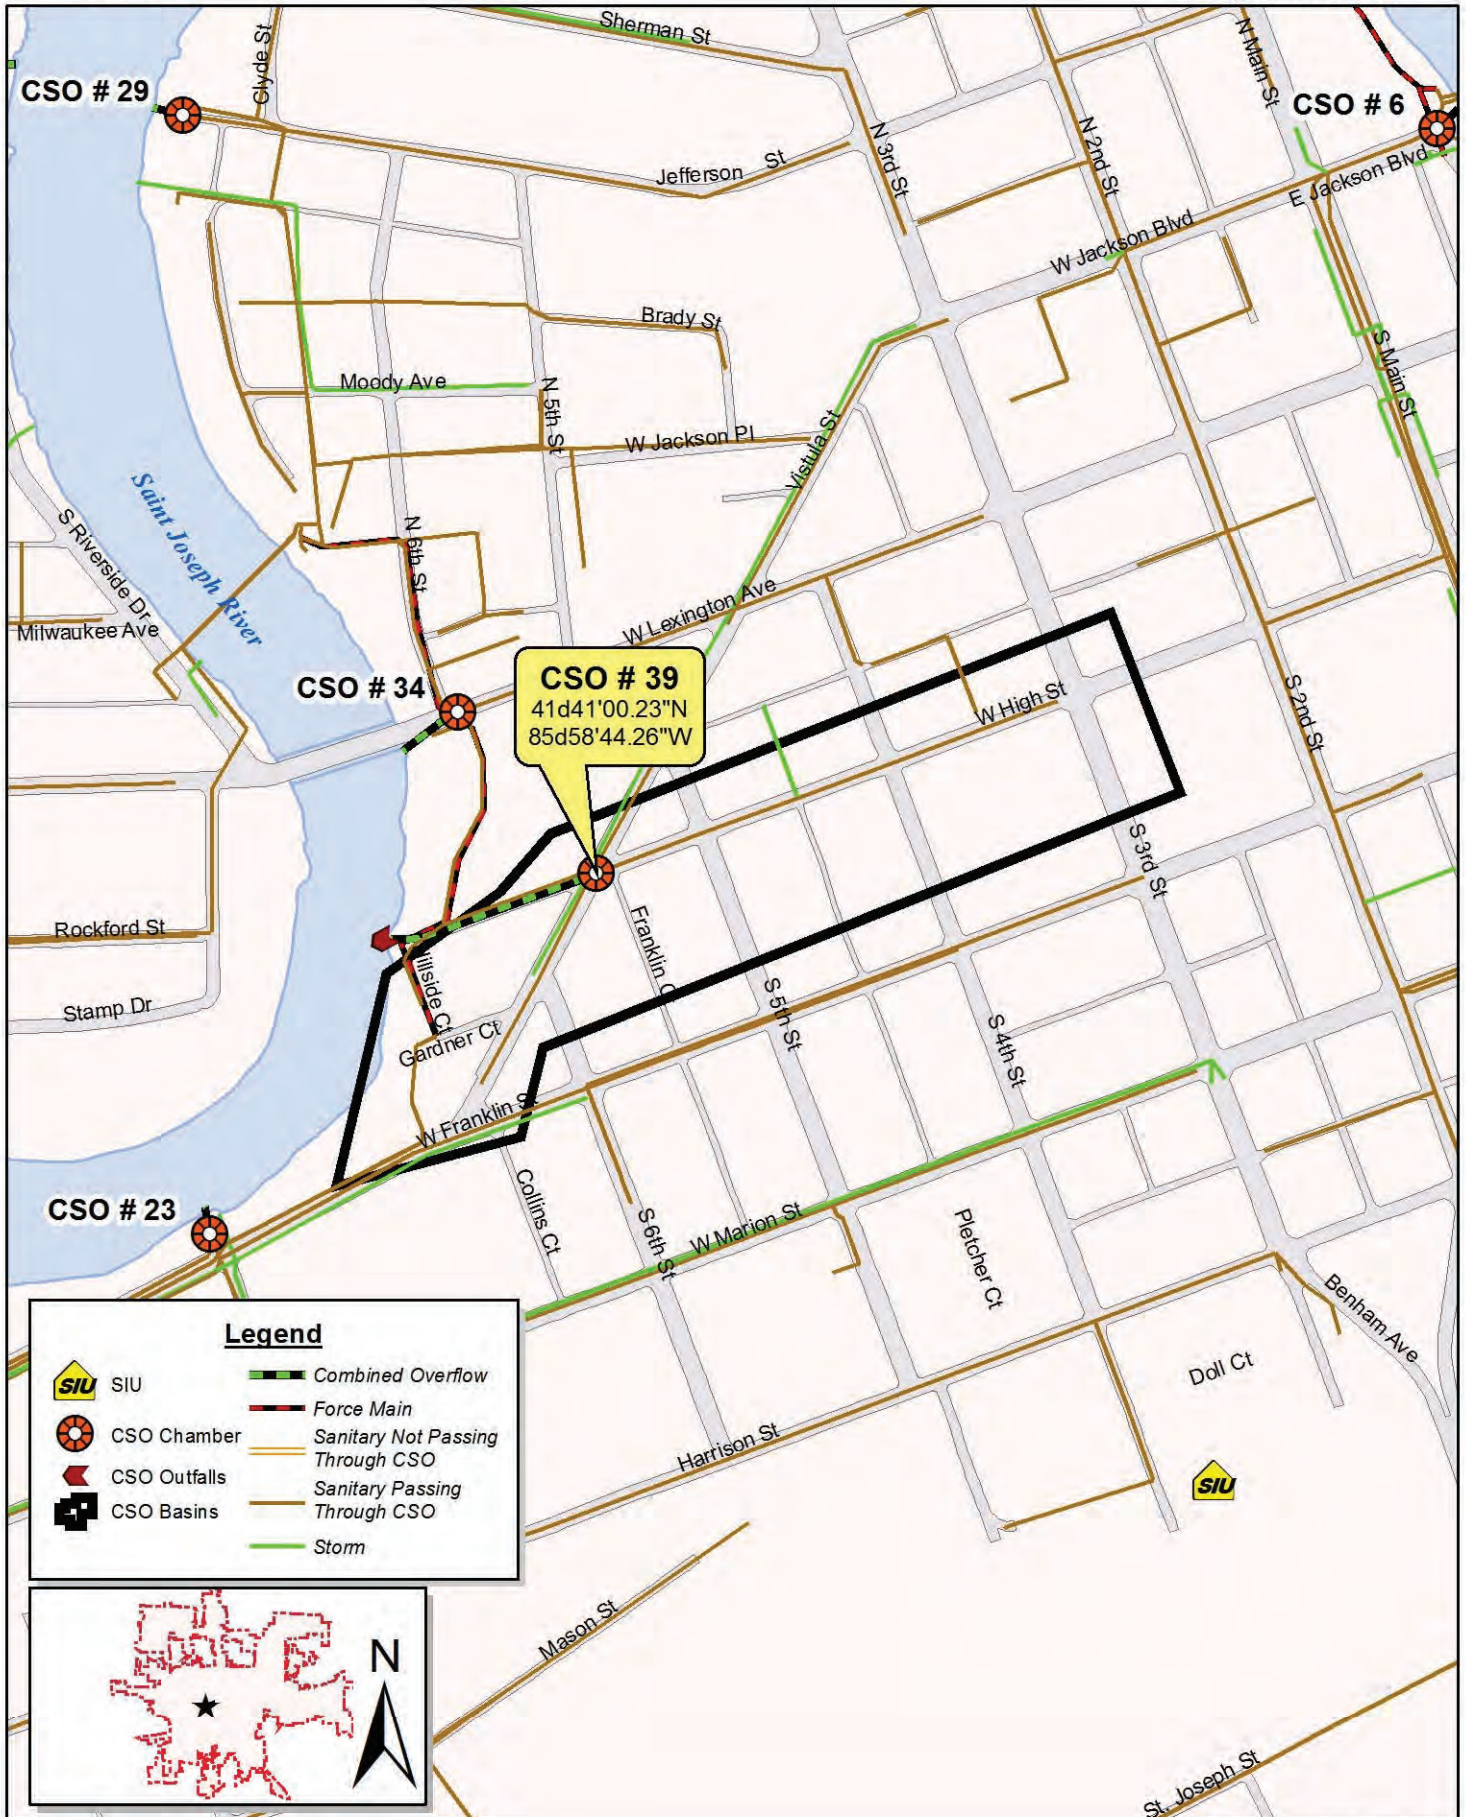 Sherman St
Clyde St
N Main St
CSO # 29
CSO # 6
N 3rd St
N 2nd St
Jefferson St
E Jackson Blvd
W Jackson Blvd
Brady St
S Main St
Moody Ave
N 5th St
W Jackson Pl
Vistula St
Saint Joseph River
S Riverside Dr
N 6th St
Milwaukee Ave
W Lexington Ave
CSO # 34
CSO # 39
41d41'00.23"N
85d58'44.26"W
W High St
S 2nd St
S 3rd St
Rockford St
Franklin C
illside Ct
Stamp Dr
S 5th St
Gardner Ct
S 4th St
W Franklin St
CSO # 23
Collins Ct
S 6th St
W Marion St
Pletcher Ct
Benham Ave
Doll Ct
Harrison St
SIU
Legend
SIU
SIU
CSO Chamber
CSO Outfalls
CSO Basins
Combined Overflow
Force Main
Sanitary Not Passing
Through CSO
Sanitary Passing
Through CSO
Storm
N
Mason St
St. Joseph St